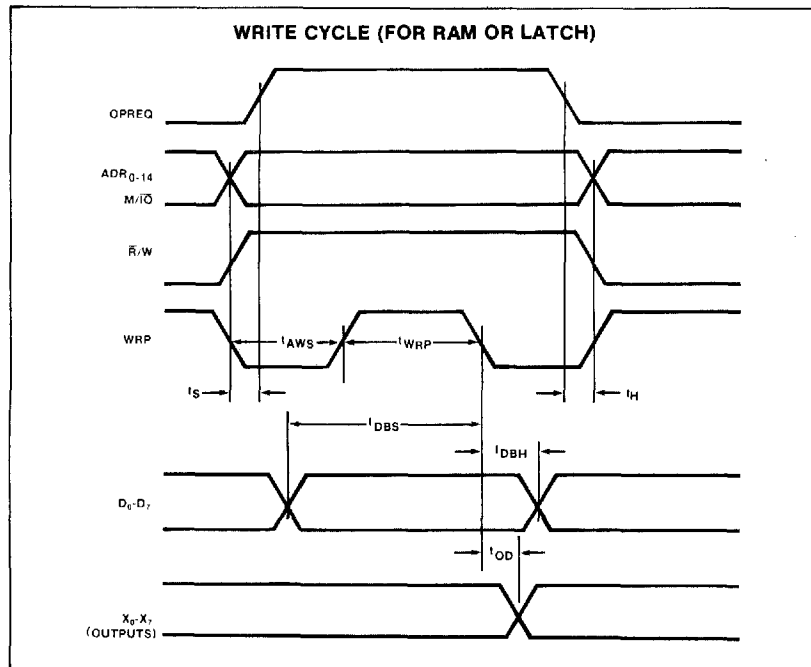 WRITE CYCLE (FOR RAM OR LATCH)
OPREQ
ADR0-14
M/I̅O̅
R̅/W
WRP
tAWS
tWRP
tS
tH
tDBS
tDBH
D0-D7
tOD
X0-X7
(OUTPUTS)